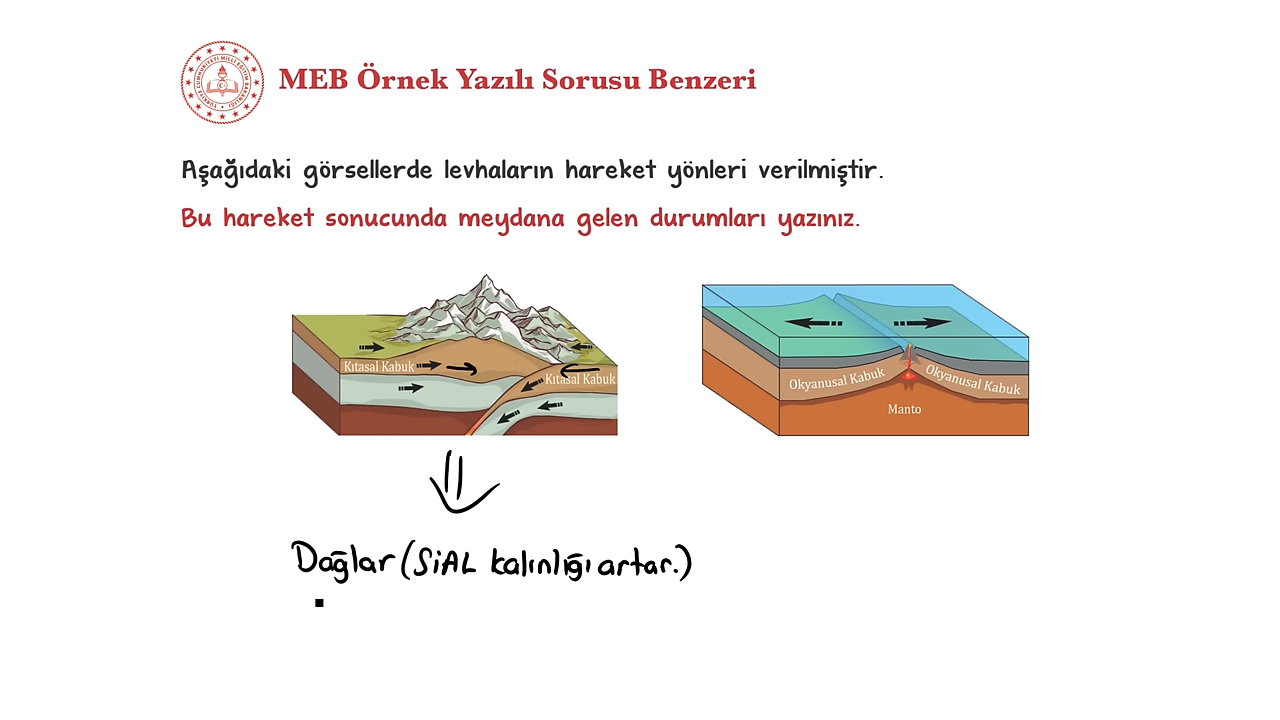 MEB Örnek Yazılı Sorusu Benzeri
Aşağıdaki görsellerde levhaların hareket yönleri verilmiştir.
Bu hareket sonucunda meydana gelen durumları yazınız.
Kıtasal Kabuk
Kıtasal Kabuk
Okyanusal Kabuk
Okyanusal Kabuk
Manto
Dağlar (SiAL kalınlığı artar.)